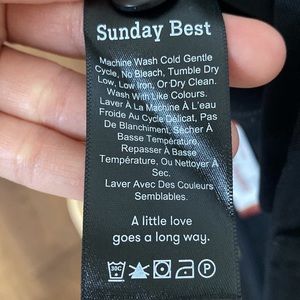 Sunday Best
Machine Wash Cold Gentle
Cycle, No Bleach, Tumble Dry
Low, Low Iron, Or Dry Clean.
Wash With Like Colours.
Laver À La Machine À L'eau
Froide Au Cycle Délicat, Pas
De Blanchiment, Sécher À
Basse Température,
Repasser À Basse
Température, Ou Nettoyer À
Sec.
Laver Avec Des Couleurs
Semblables.
A little love
goes a long way.
30C P